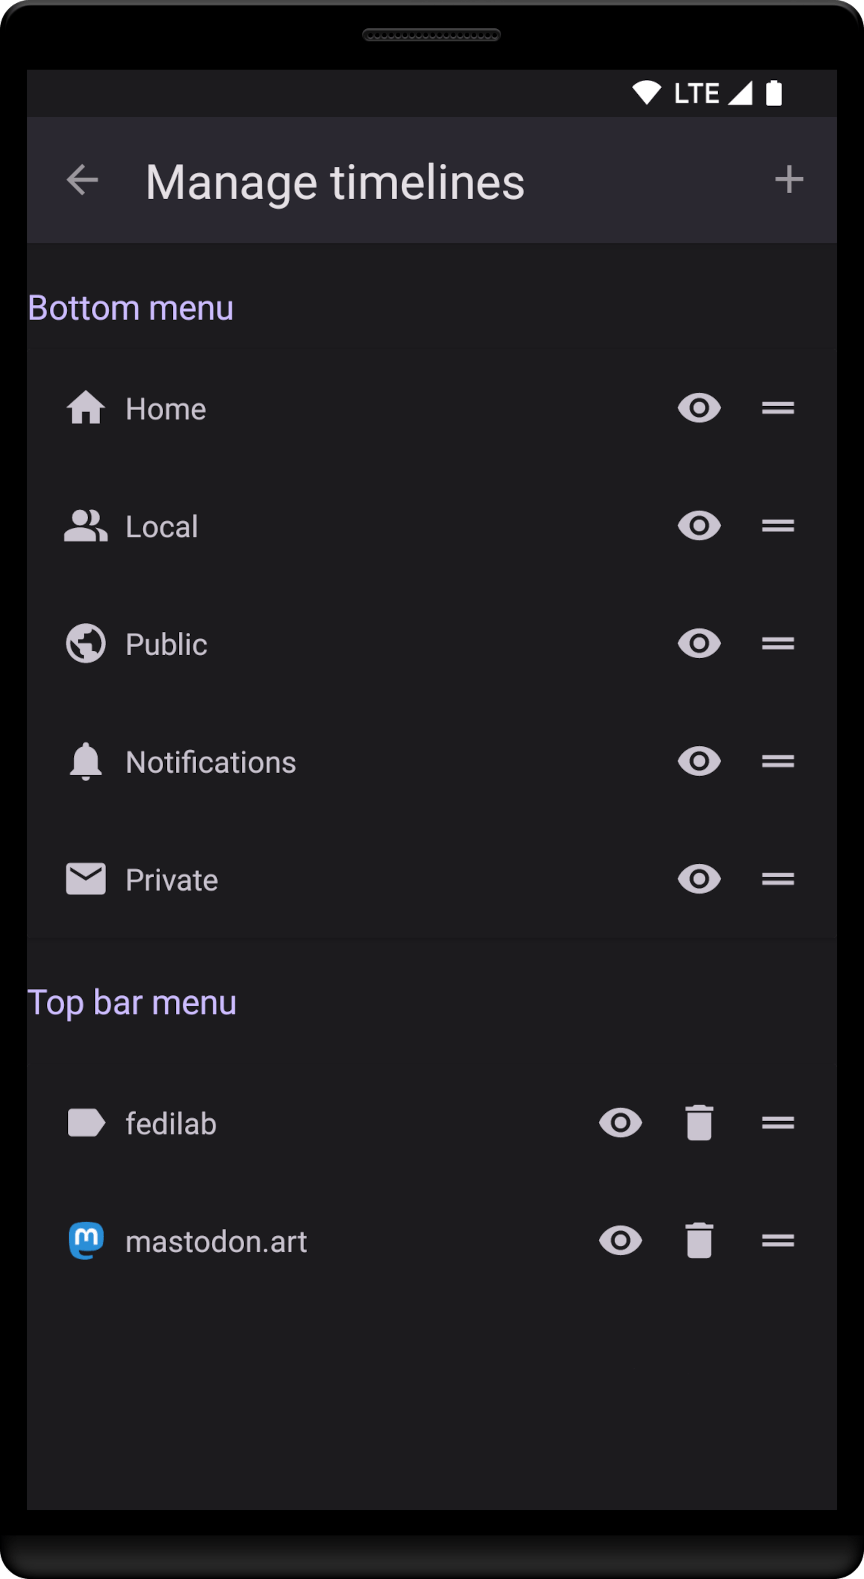 LTE
Manage timelines
Bottom menu
Home
Local
Public
Notifications
Private
Top bar menu
fedilab
mastodon.art